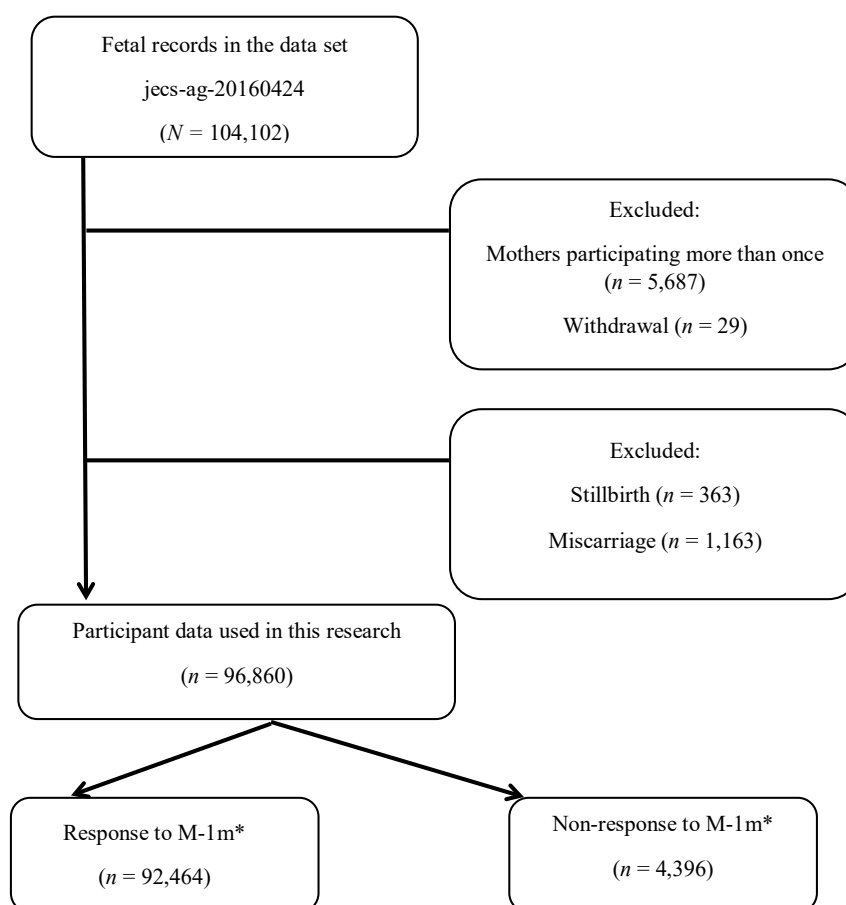 Fetal records in the data set
jecs-ag-20160424
(N = 104,102)
Excluded:
Mothers participating more than once
(n = 5,687)
Withdrawal (n = 29)
Excluded:
Stillbirth (n = 363)
Miscarriage (n = 1,163)
Participant data used in this research
(n = 96,860)
Response to M-1m*
(n = 92,464)
Non-response to M-1m*
(n = 4,396)